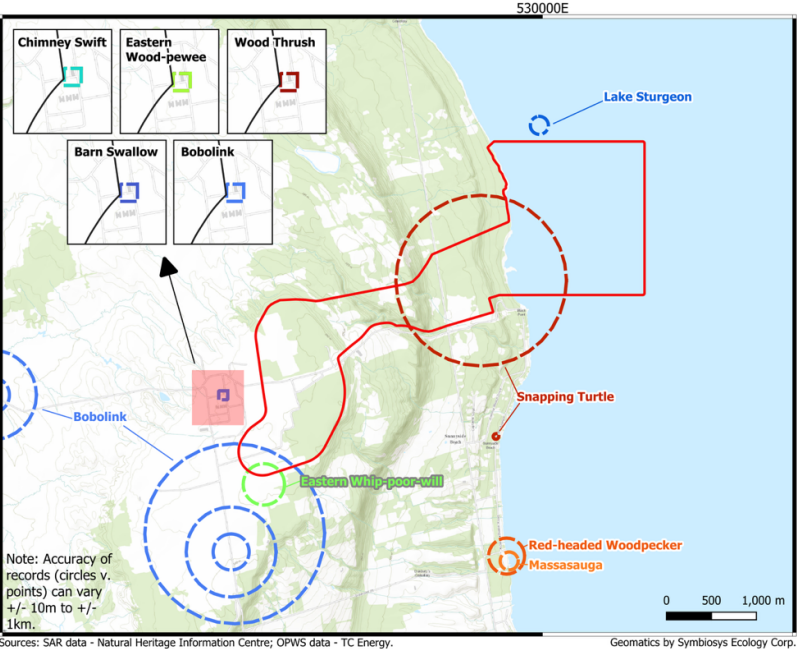 530000E
Chimney Swift
Eastern
Wood-pewee
Wood Thrush
Lake Sturgeon
Barn Swallow
Bobolink
Snapping Turtle
Bobolink
Eastern Whip-poor-will
Red-headed Woodpecker
Massasauga
Note: Accuracy of
records (circles v.
points) can vary
+/- 10m to +/-
1km.
0 500 1,000 m
Sources: SAR data - Natural Heritage Information Centre; OPWS data - TC Energy.
Geomatics by Symbiosys Ecology Corp.